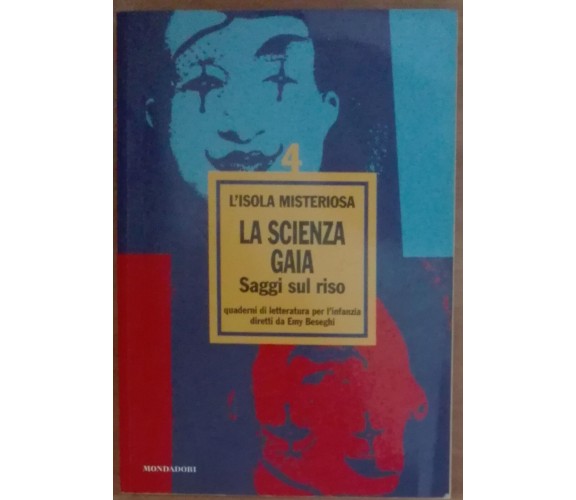 4
L'ISOLA MISTERIOSA
LA SCIENZA
GAIA
Saggi sul riso
quaderni di letteratura per l'infanzia
diretti da Emy Beseghi
MONDADORI